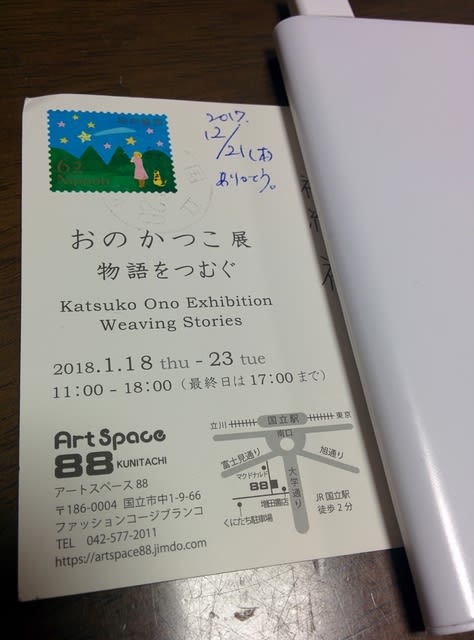 62
NIPPON
2017.
12/21(木)
ありがとう。
おのかつこ展
物語をつむぐ
Katsuko Ono Exhibition
Weaving Stories
2018.1.18 thu - 23 tue
11:00 - 18:00（最終日は17:00まで）
Art Space
88 KUNITACHI
アートスペース 88
〒186-0004 国立市中1-9-66
ファッションコージブランコ
TEL 042-577-2011
https://artspace88.jimdo.com
立川 国立駅 東京
南口
富士見通り 旭通り
マクドナルド
88
大学通り
増田書店
くにたち駐車場
JR 国立駅
徒歩 2 分